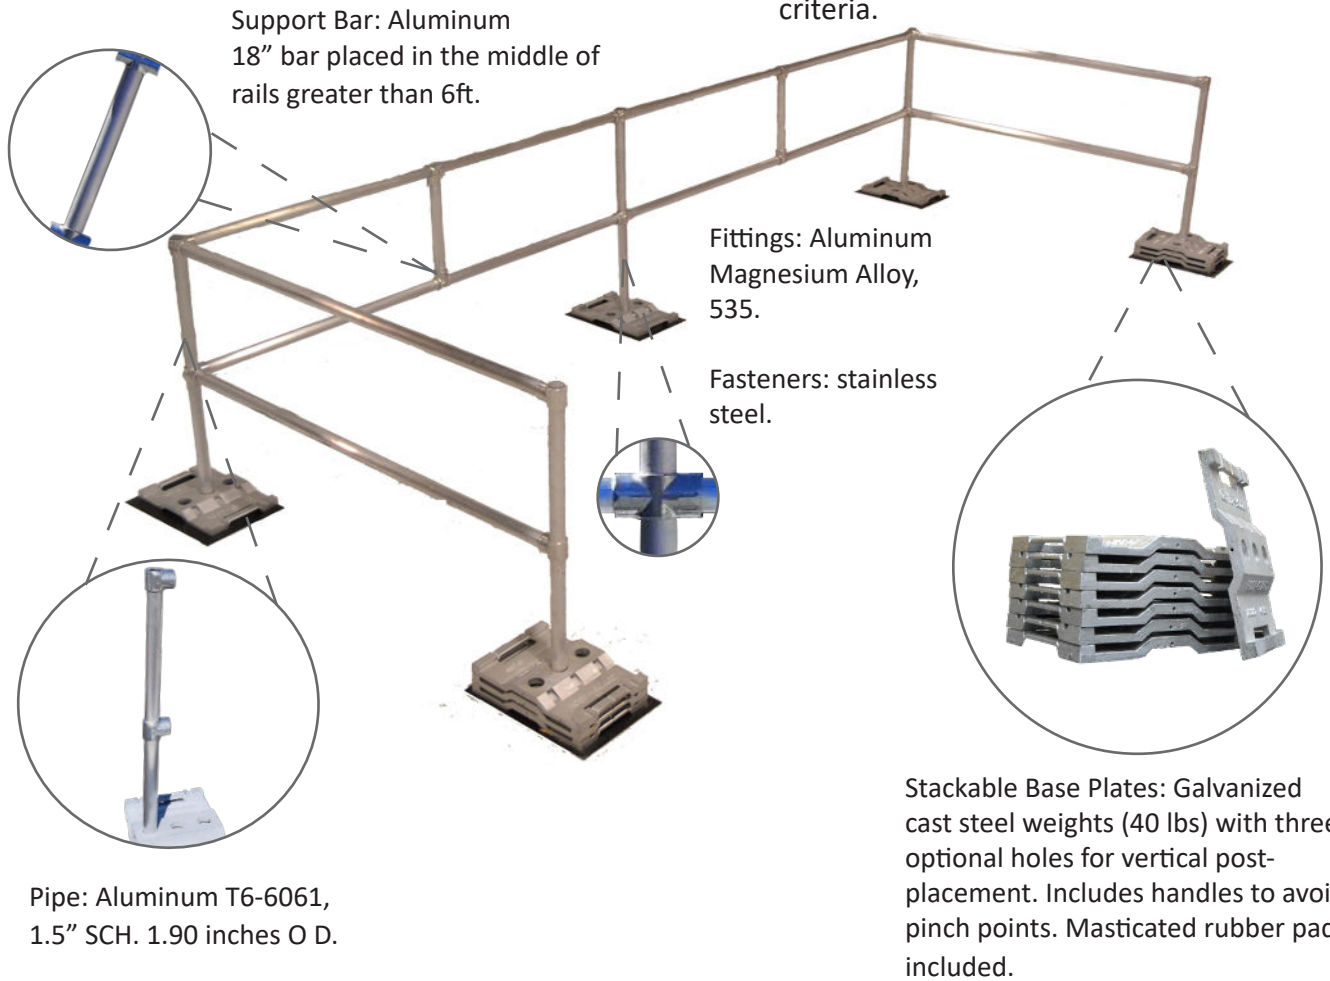 criteria.
Support Bar: Aluminum
18” bar placed in the middle of
rails greater than 6ft.
Fittings: Aluminum
Magnesium Alloy,
535.
Fasteners: stainless
steel.
Stackable Base Plates: Galvanized
cast steel weights (40 lbs) with three
optional holes for vertical post-
placement. Includes handles to avoi
pinch points. Masticated rubber pad
included.
Pipe: Aluminum T6-6061,
1.5” SCH. 1.90 inches O D.